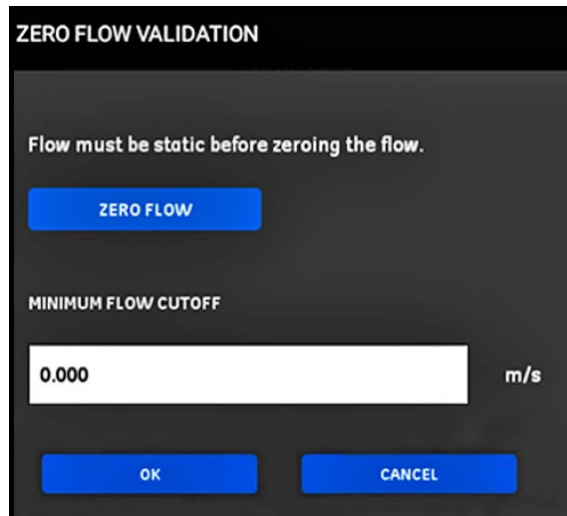 ZERO FLOW VALIDATION
Flow must be static before zeroing the flow.
ZERO FLOW
MINIMUM FLOW CUTOFF
0.000 m/s
OK CANCEL